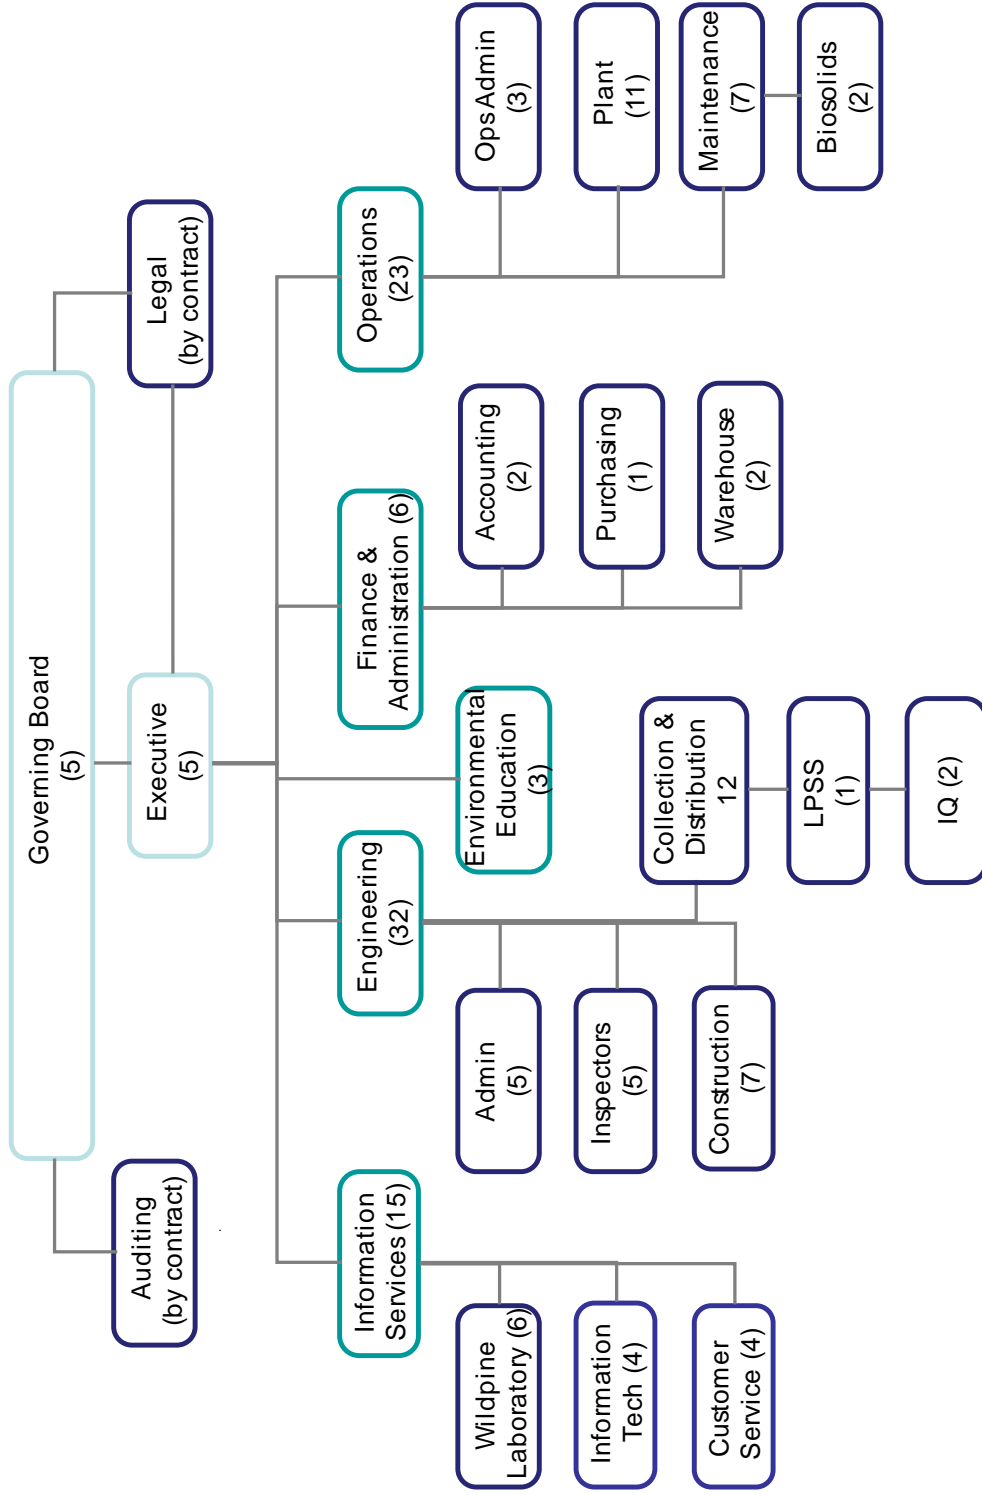 Governing Board
(5)
Auditing
(by contract)
Executive
(5)
Legal
(by contract)
Information
Services (15)
Engineering
(32)
Environmental
Education
(3)
Finance &
Administration (6)
Operations
(23)
Wildpine
Laboratory (6)
Information
Tech (4)
Customer
Service (4)
Admin
(5)
Inspectors
(5)
Construction
(7)
Collection &
Distribution
12
LPSS
(1)
IQ (2)
Accounting
(2)
Purchasing
(1)
Warehouse
(2)
Ops Admin
(3)
Plant
(11)
Maintenance
(7)
Biosolids
(2)